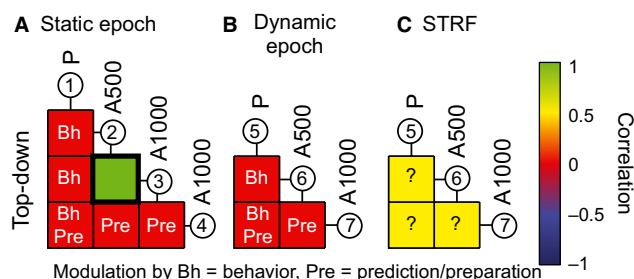 A Static epoch
B Dynamic
epoch
C STRF
P
A500
A1000
A1000
1
2
3
4
Bh
Bh
Bh
Pre
Pre
Pre
Top-down
P
A500
A1000
5
6
7
Bh
Bh
Pre
Pre
P
A500
A1000
5
6
7
?
?
?
1
0.5
0
–0.5
–1
Correlation
Modulation by Bh = behavior, Pre = prediction/preparation